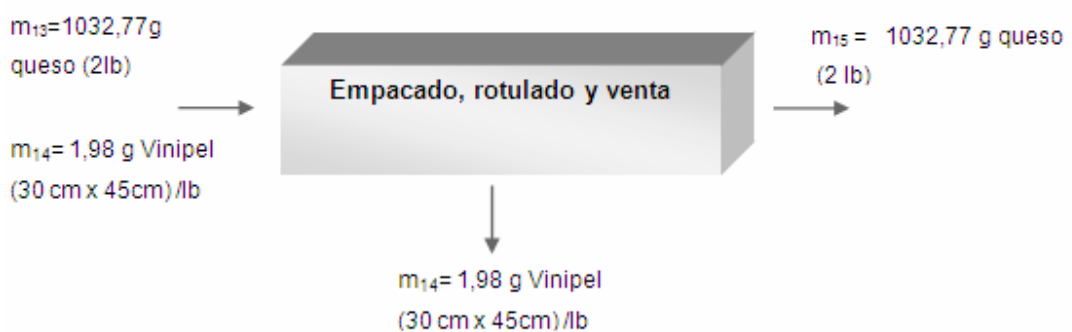 m₁₃=1032,77g
queso (2lb)
m₁₄= 1,98 g Vinipel
(30 cm x 45cm) /lb
Empacado, rotulado y venta
m₁₅ = 1032,77 g queso
(2 lb)
m₁₄= 1,98 g Vinipel
(30 cm x 45cm) /lb